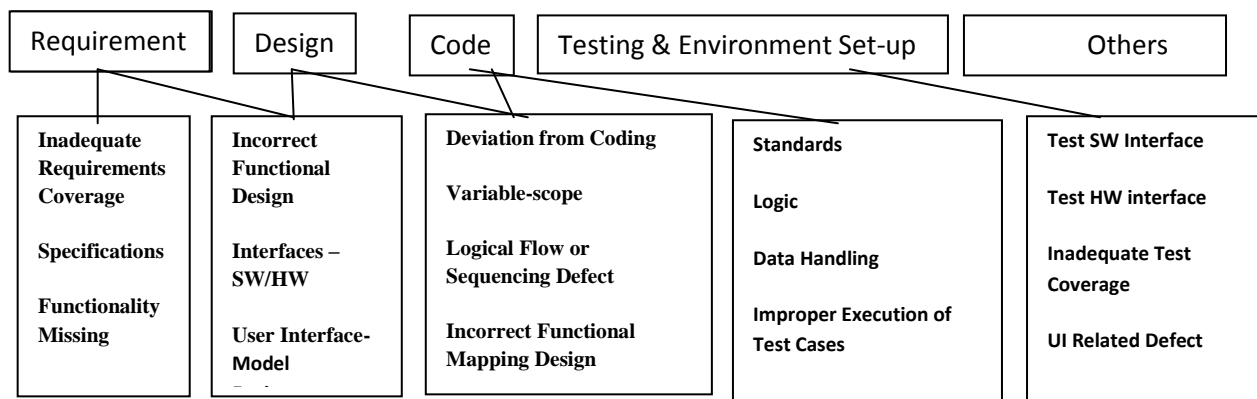 Requirement
Design
Code
Testing & Environment Set-up
Others
Inadequate
Requirements
Coverage
Specifications
Functionality
Missing
Incorrect
Functional
Design
Interfaces –
SW/HW
User Interface-
Model
Deviation from Coding
Variable-scope
Logical Flow or
Sequencing Defect
Incorrect Functional
Mapping Design
Standards
Logic
Data Handling
Improper Execution of
Test Cases
Test SW Interface
Test HW interface
Inadequate Test
Coverage
UI Related Defect